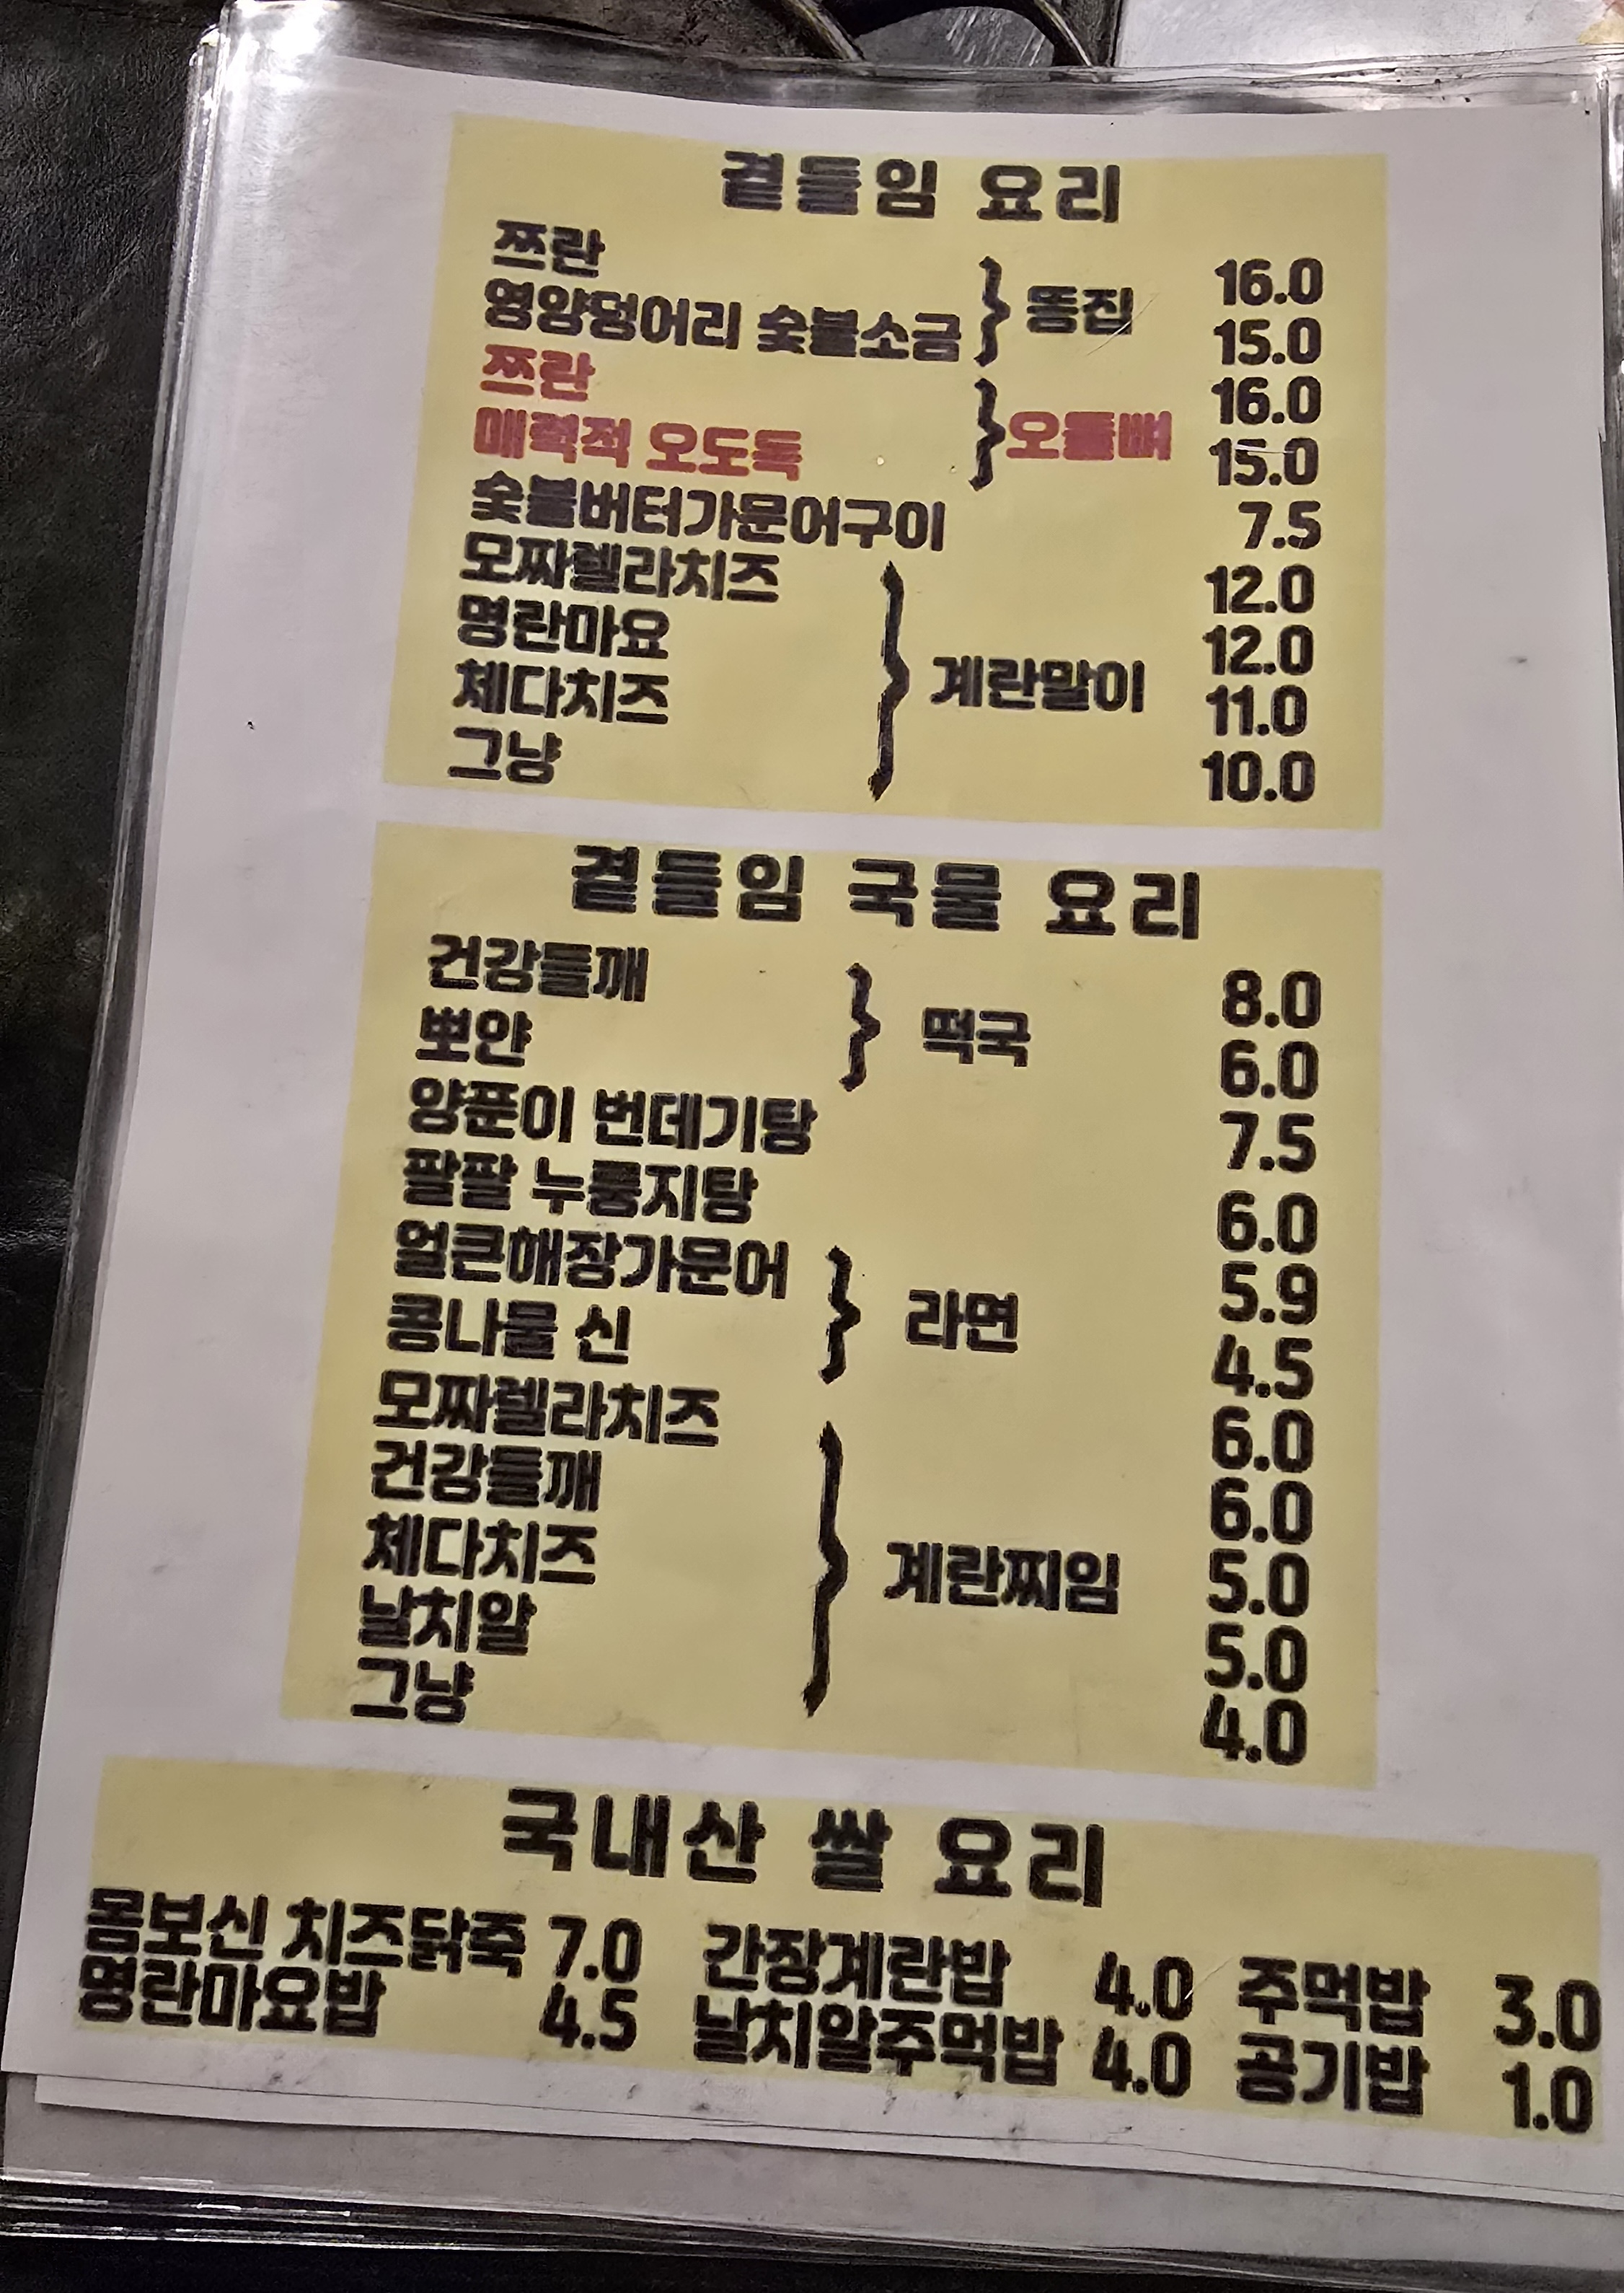 곁들임 요리
쯔란 16.0
영양덩어리 숯불소금 } 똥집 15.0
쯔란 16.0
매력적 오도독 } 오돌뼈 15.0
숯불버터가문어구이 7.5
모짜렐라치즈 12.0
명란마요 12.0
체다치즈 } 계란말이 11.0
그냥 10.0
곁들임 국물 요리
건강들깨 8.0
뽀얀 } 떡국 6.0
양푼이 번데기탕 7.5
팔팔 누룽지탕 6.0
얼큰해장가문어 5.9
콩나물 신 } 라면 4.5
모짜렐라치즈 6.0
건강들깨 6.0
체다치즈 } 계란찌임 5.0
날치알 5.0
그냥 4.0
국내산 쌀 요리
몸보신 치즈닭죽 7.0 간장계란밥 4.0 주먹밥 3.0
명란마요밥 4.5 날치알주먹밥 4.0 공기밥 1.0